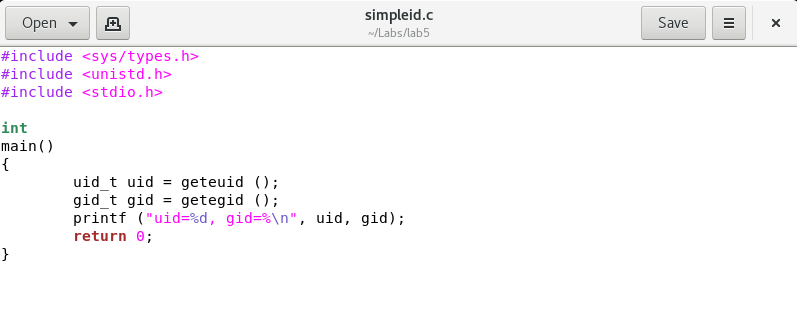 Open
simpleid.c
~/Labs/lab5
Save
#include <sys/types.h>
#include <unistd.h>
#include <stdio.h>
int
main()
{
uid_t uid = geteuid ();
gid_t gid = getegid ();
printf ("uid=%d, gid=%\n", uid, gid);
return 0;
}